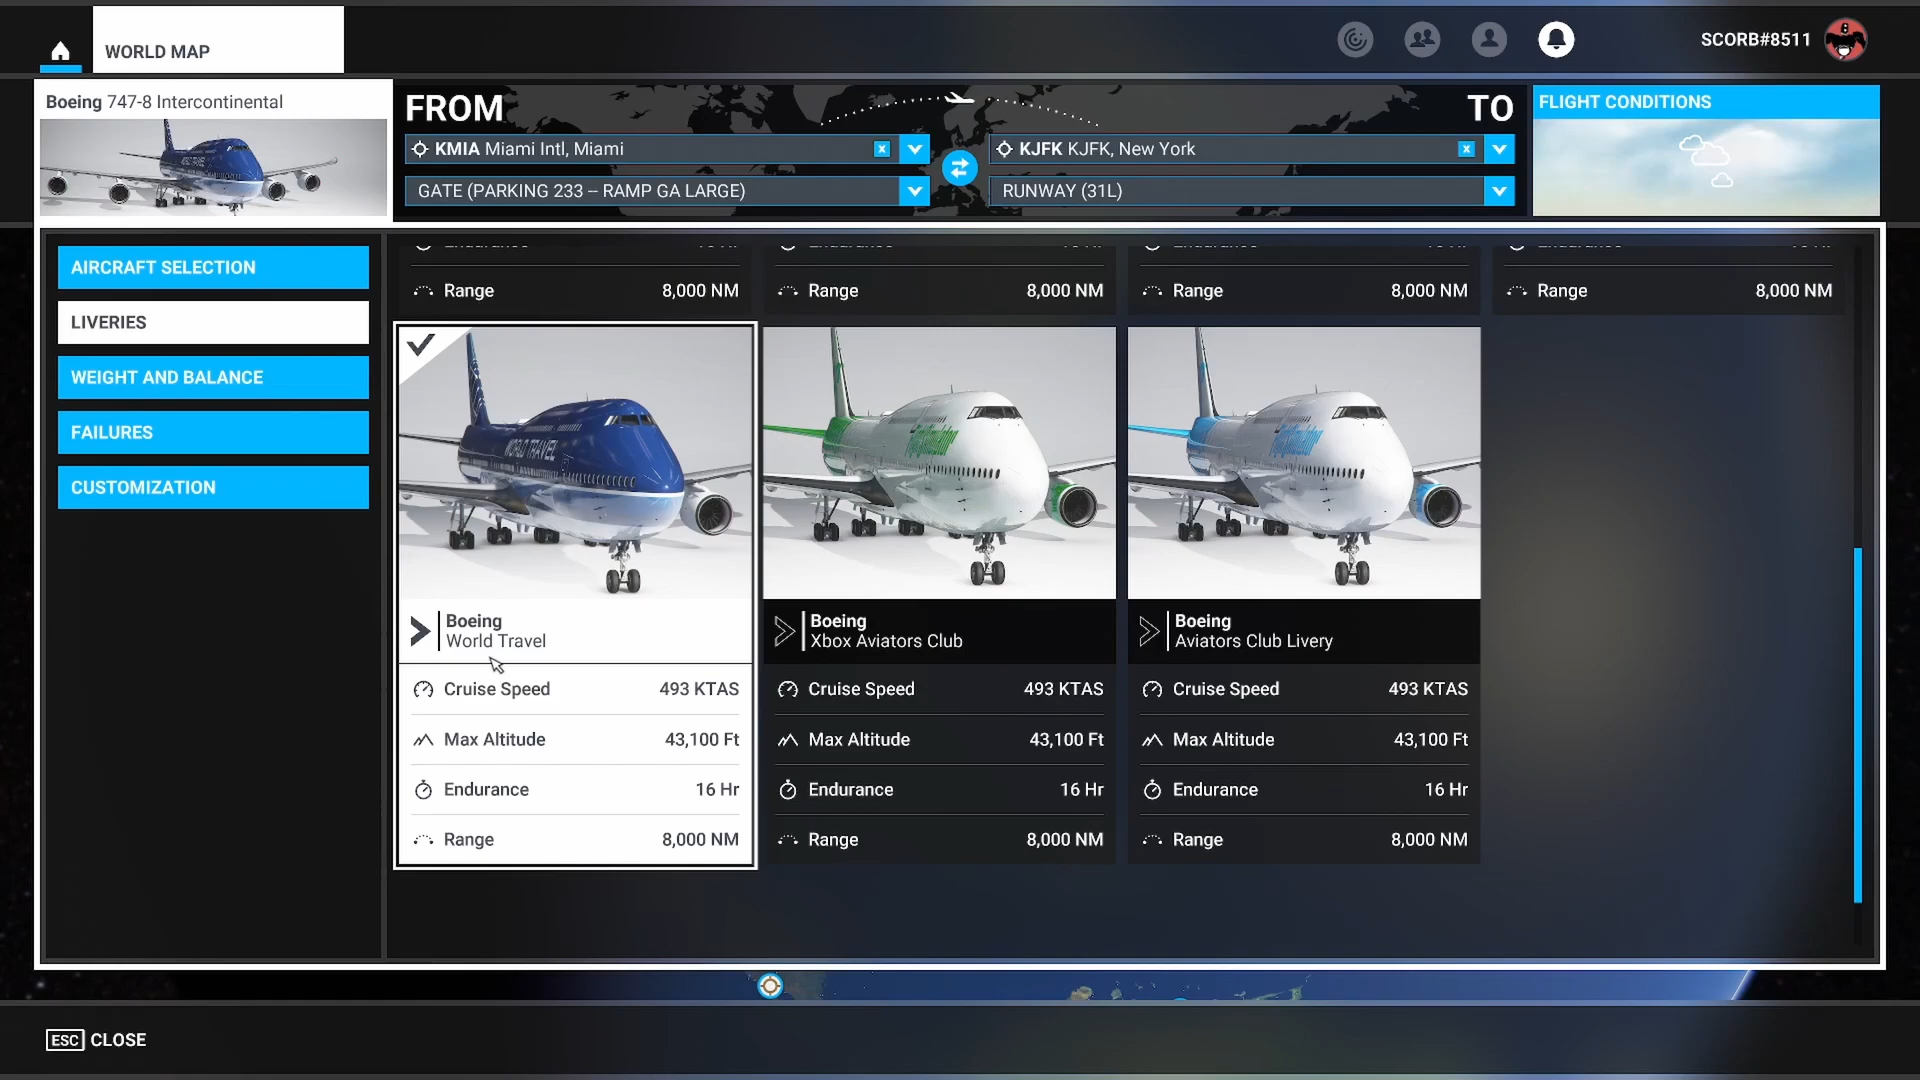 WORLD MAP
SCORB#8511
Boeing 747-8 Intercontinental
FROM
TO
KMIA Miami Intl, Miami
KJFK KJFK, New York
GATE (PARKING 233 – RAMP GA LARGE)
RUNWAY (31L)
FLIGHT CONDITIONS
AIRCRAFT SELECTION
LIVERIES
WEIGHT AND BALANCE
FAILURES
CUSTOMIZATION
Range 8,000 NM
Range 8,000 NM
Range 8,000 NM
Range 8,000 NM
WORLD TRAVEL
Boeing
World Travel
Cruise Speed 493 KTAS
Max Altitude 43,100 Ft
Endurance 16 Hr
Range 8,000 NM
Boeing
Xbox Aviators Club
Cruise Speed 493 KTAS
Max Altitude 43,100 Ft
Endurance 16 Hr
Range 8,000 NM
Boeing
Aviators Club Livery
Cruise Speed 493 KTAS
Max Altitude 43,100 Ft
Endurance 16 Hr
Range 8,000 NM
ESC CLOSE